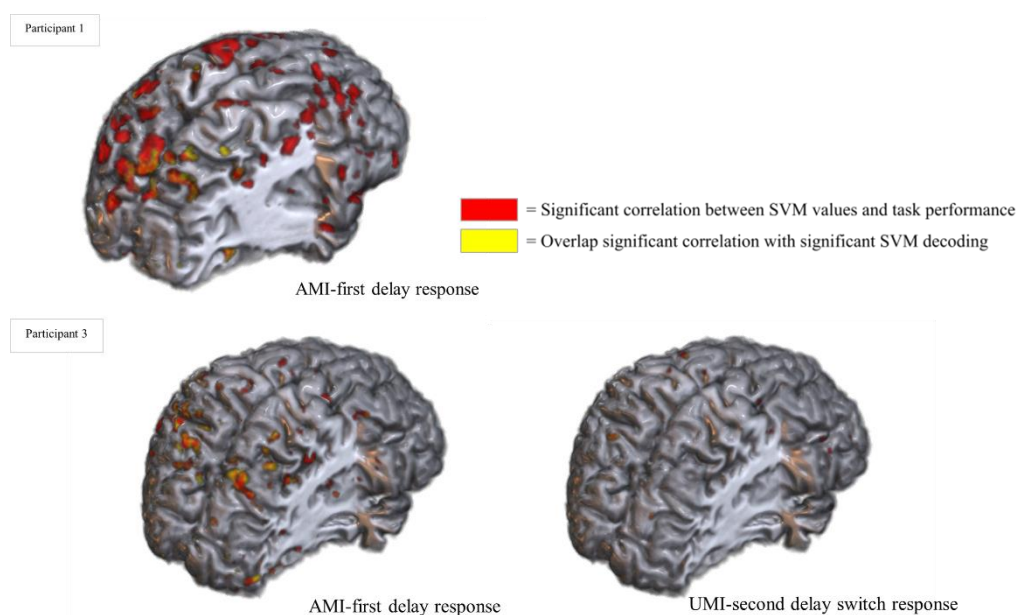 Participant 1
= Significant correlation between SVM values and task performance
= Overlap significant correlation with significant SVM decoding
AMI-first delay response
Participant 3
AMI-first delay response
UMI-second delay switch response